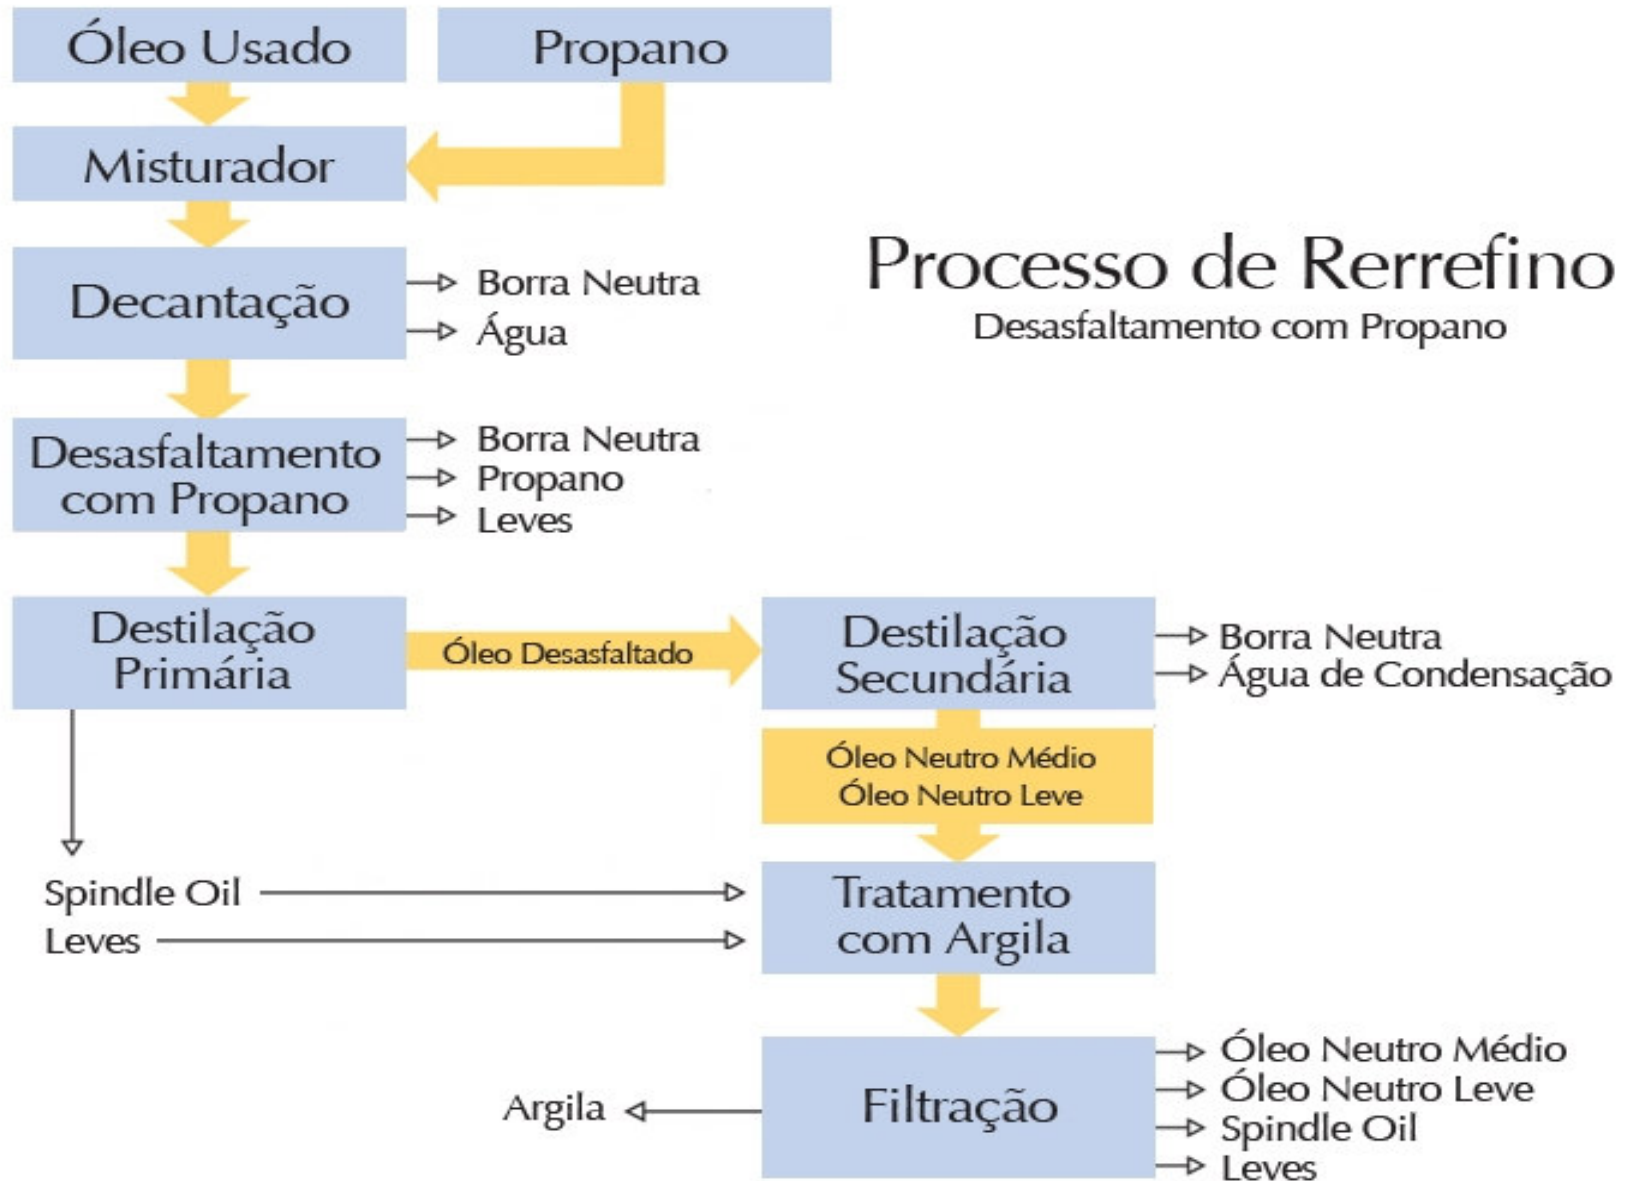 Óleo Usado
Propano
Misturador
Processo de Rerrefino
Desasfaltamento com Propano
Decantação
Borra Neutra
Água
Desasfaltamento
com Propano
Borra Neutra
Propano
Leves
Destilação
Primária
Óleo Desasfaltado
Destilação
Secundária
Borra Neutra
Água de Condensação
Óleo Neutro Médio
Óleo Neutro Leve
Spindle Oil
Leves
Tratamento
com Argila
Argila
Filtração
Óleo Neutro Médio
Óleo Neutro Leve
Spindle Oil
Leves